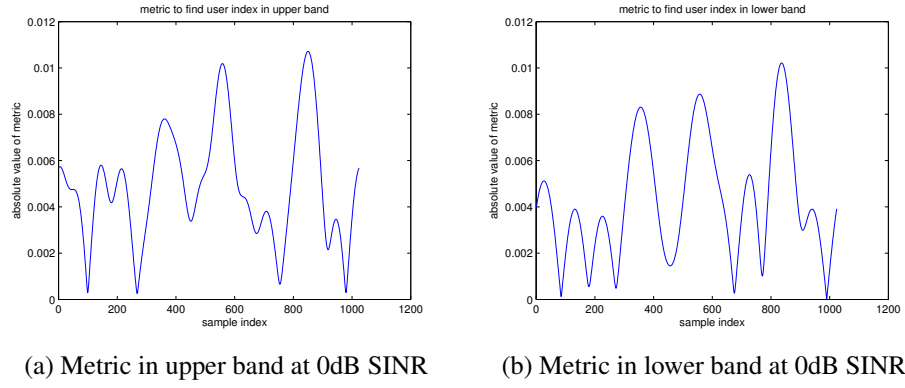 metric to find user index in upper band
0.012
0.01
0.008
0.006
0.004
0.002
0
absolute value of metric
0 200 400 600 800 1000 1200
sample index
(a) Metric in upper band at 0dB SINR
metric to find user index in lower band
0.012
0.01
0.008
0.006
0.004
0.002
0
absolute value of metric
0 200 400 600 800 1000 1200
sample index
(b) Metric in lower band at 0dB SINR